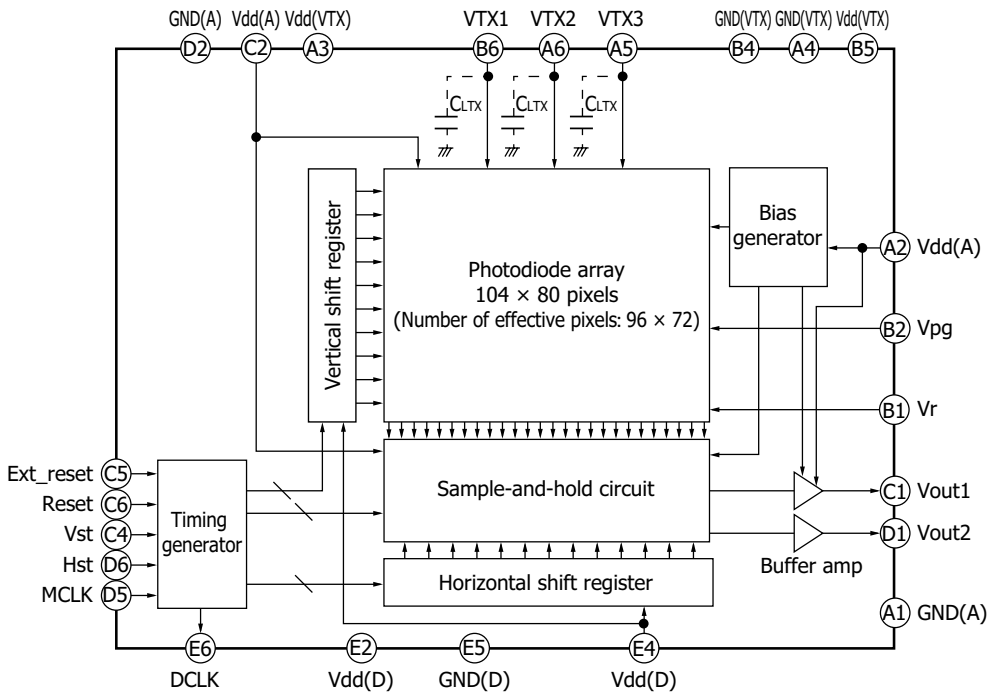 GND(A) Vdd(A) Vdd(VTX) VTX1 VTX2 VTX3 GND(VTX) GND(VTX) Vdd(VTX)
D2 C2 A3 B6 A6 A5 B4 A4 B5
CLTX CLTX CLTX
Vertical shift register
Photodiode array
104 × 80 pixels
(Number of effective pixels: 96 × 72)
Bias
generator
A2 Vdd(A)
B2 Vpg
B1 Vr
Ext_reset C5
Reset C6
Vst C4
Hst D6
MCLK D5
Timing
generator
Sample-and-hold circuit
C1 Vout1
D1 Vout2
Buffer amp
Horizontal shift register
A1 GND(A)
E6 E2 E5 E4
DCLK Vdd(D) GND(D) Vdd(D)